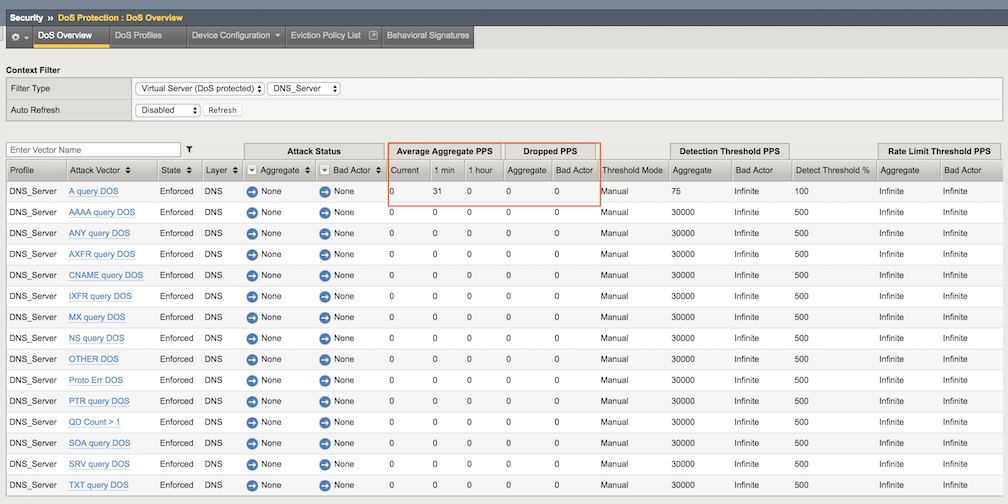 Security » DoS Protection : DoS Overview
DoS Overview DoS Profiles Device Configuration Eviction Policy List Behavioral Signatures
Context Filter
Filter Type Virtual Server (DoS protected) DNS_Server
Auto Refresh Disabled Refresh
Enter Vector Name Attack Status Average Aggregate PPS Dropped PPS Detection Threshold PPS Rate Limit Threshold PPS
Profile Attack Vector State Layer Aggregate Bad Actor Current 1 min 1 hour Aggregate Bad Actor Threshold Mode Aggregate Bad Actor Detect Threshold % Aggregate Bad Actor
DNS_Server A query DOS Enforced DNS None None 0 31 0 0 0 Manual 75 Infinite 100 Infinite Infinite
DNS_Server AAAA query DOS Enforced DNS None None 0 0 0 0 0 Manual 30000 Infinite 500 Infinite Infinite
DNS_Server ANY query DOS Enforced DNS None None 0 0 0 0 0 Manual 30000 Infinite 500 Infinite Infinite
DNS_Server AXFR query DOS Enforced DNS None None 0 0 0 0 0 Manual 30000 Infinite 500 Infinite Infinite
DNS_Server CNAME query DOS Enforced DNS None None 0 0 0 0 0 Manual 30000 Infinite 500 Infinite Infinite
DNS_Server IXFR query DOS Enforced DNS None None 0 0 0 0 0 Manual 30000 Infinite 500 Infinite Infinite
DNS_Server MX query DOS Enforced DNS None None 0 0 0 0 0 Manual 30000 Infinite 500 Infinite Infinite
DNS_Server NS query DOS Enforced DNS None None 0 0 0 0 0 Manual 30000 Infinite 500 Infinite Infinite
DNS_Server OTHER DOS Enforced DNS None None 0 0 0 0 0 Manual 30000 Infinite 500 Infinite Infinite
DNS_Server Proto Err DOS Enforced DNS None None 0 0 0 0 0 Manual 30000 Infinite 500 Infinite Infinite
DNS_Server PTR query DOS Enforced DNS None None 0 0 0 0 0 Manual 30000 Infinite 500 Infinite Infinite
DNS_Server QD Count > 1 Enforced DNS None None 0 0 0 0 0 Manual 30000 Infinite 500 Infinite Infinite
DNS_Server SOA query DOS Enforced DNS None None 0 0 0 0 0 Manual 30000 Infinite 500 Infinite Infinite
DNS_Server SRV query DOS Enforced DNS None None 0 0 0 0 0 Manual 30000 Infinite 500 Infinite Infinite
DNS_Server TXT query DOS Enforced DNS None None 0 0 0 0 0 Manual 30000 Infinite 500 Infinite Infinite